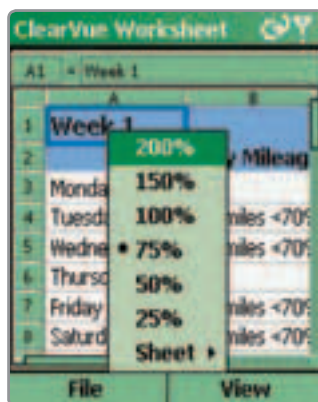 ClearVue Worksheet
A1 = Week 1
A B
1 Week 1
2 y Mileag
3 Monda
4 Tuesda miles <70%
5 Wedne miles <70%
6 Thursd
7 Friday miles <70%
8 Saturd miles <70%
200%
150%
100%
75%
50%
25%
Sheet
File View